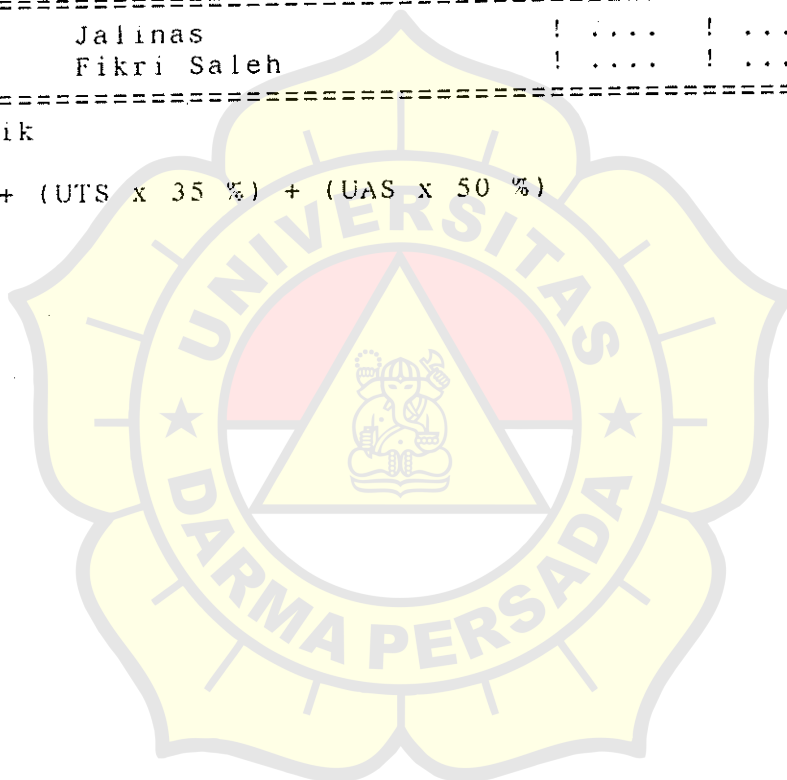 Jalinas ! .... ! ...
Fikri Saleh ! .... ! ...
ik
+ (UTS x 35 %) + (UAS x 50 %)
UNIVERSITAS
DARMA PERSADA